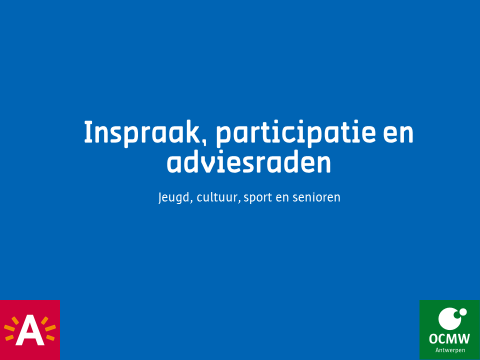 Inspraak, participatie en
adviesraden
Jeugd, cultuur, sport en senioren
A
OCMW
Antwerpen